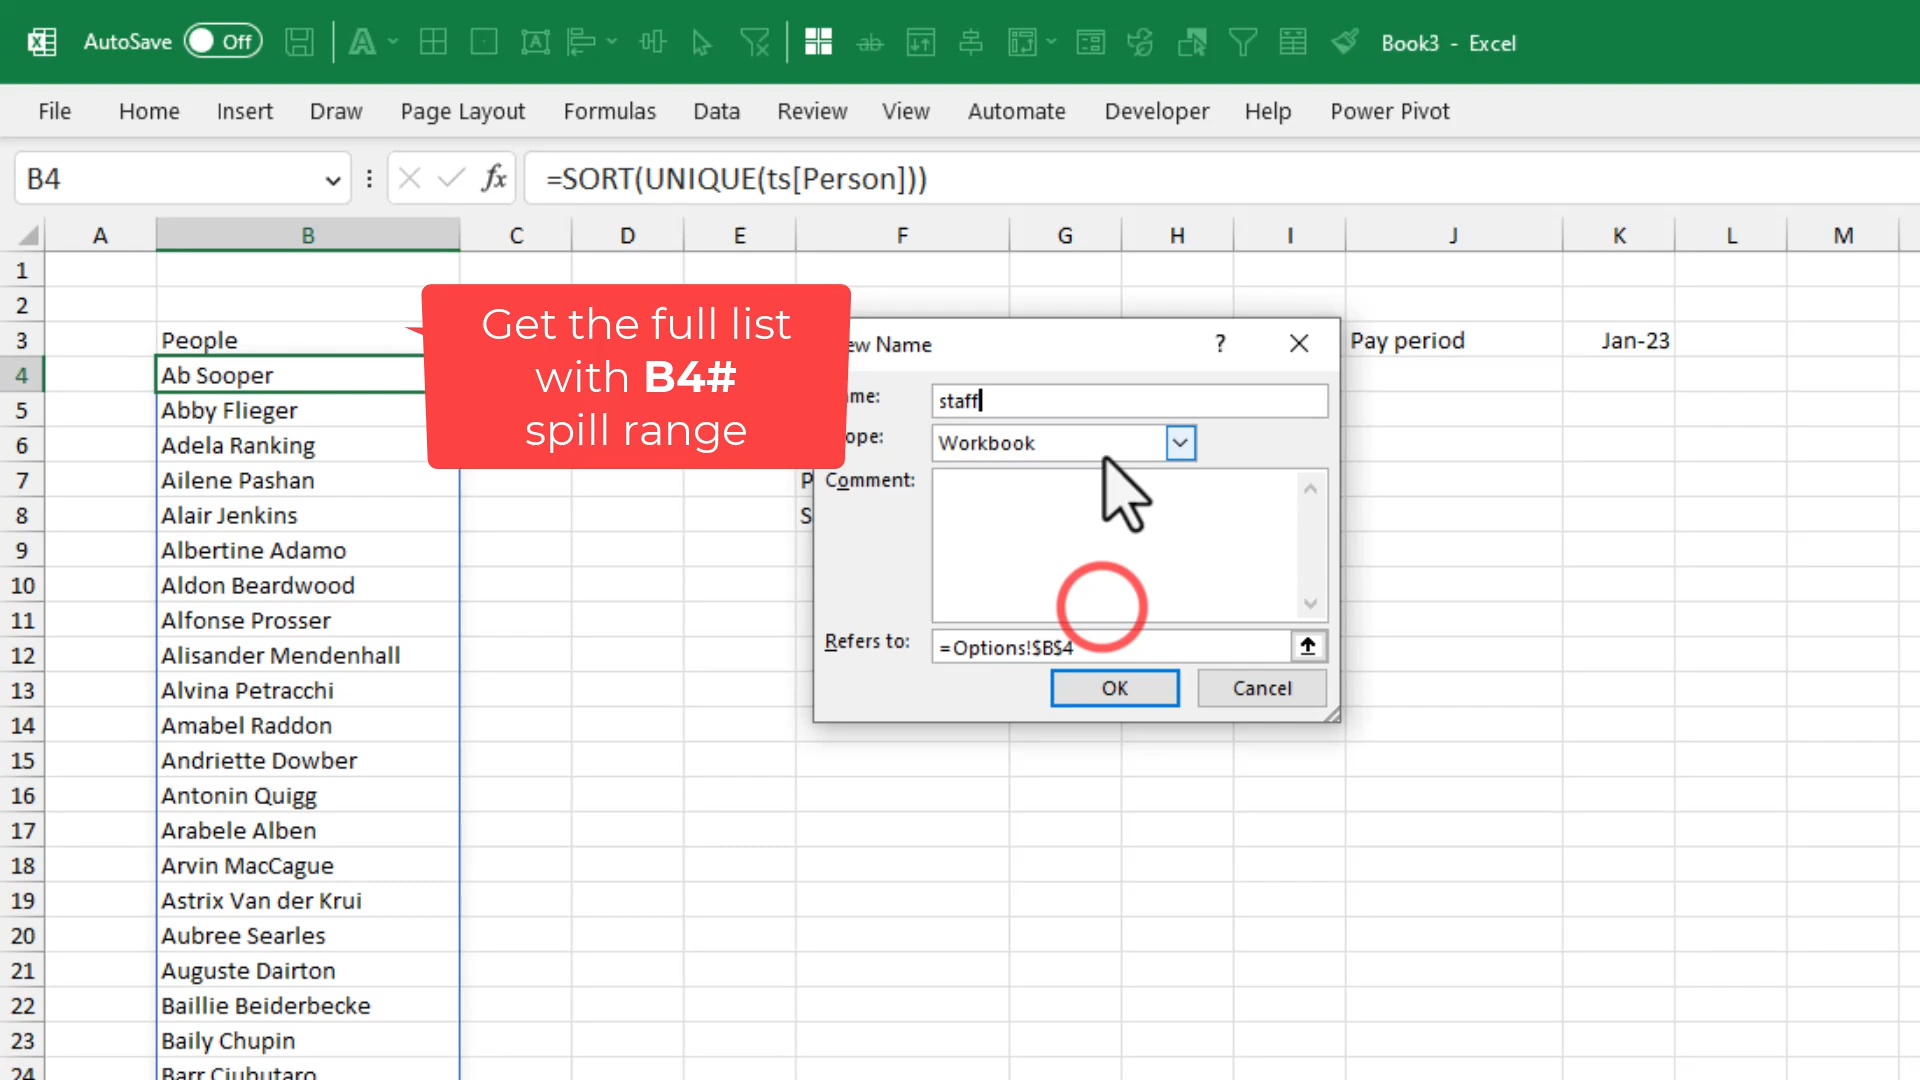 AutoSave Off Book3 - Excel
File Home Insert Draw Page Layout Formulas Data Review View Automate Developer Help Power Pivot
B4 fx =SORT(UNIQUE(ts[Person]))
A B C D E F G H I J K L M
1
2
3 People Pay period Jan-23
4 Ab Sooper
5 Abby Flieger
6 Adela Ranking
7 Ailene Pashan
8 Alair Jenkins
9 Albertine Adamo
10 Aldon Beardwood
11 Alfonse Prosser
12 Alisander Mendenhall
13 Alvina Petracchi
14 Amabel Raddon
15 Andriette Dowber
16 Antonin Quigg
17 Arabele Alben
18 Arvin MacCague
19 Astrix Van der Krui
20 Aubree Searles
21 Auguste Dairton
22 Baillie Beiderbecke
23 Baily Chupin
24 Barr Ciubutaro
Get the full list
with B4#
spill range
ew Name ?
ame: staff
ope: Workbook
Comment:
P
S
Refers to: =Options!$B$4
OK Cancel